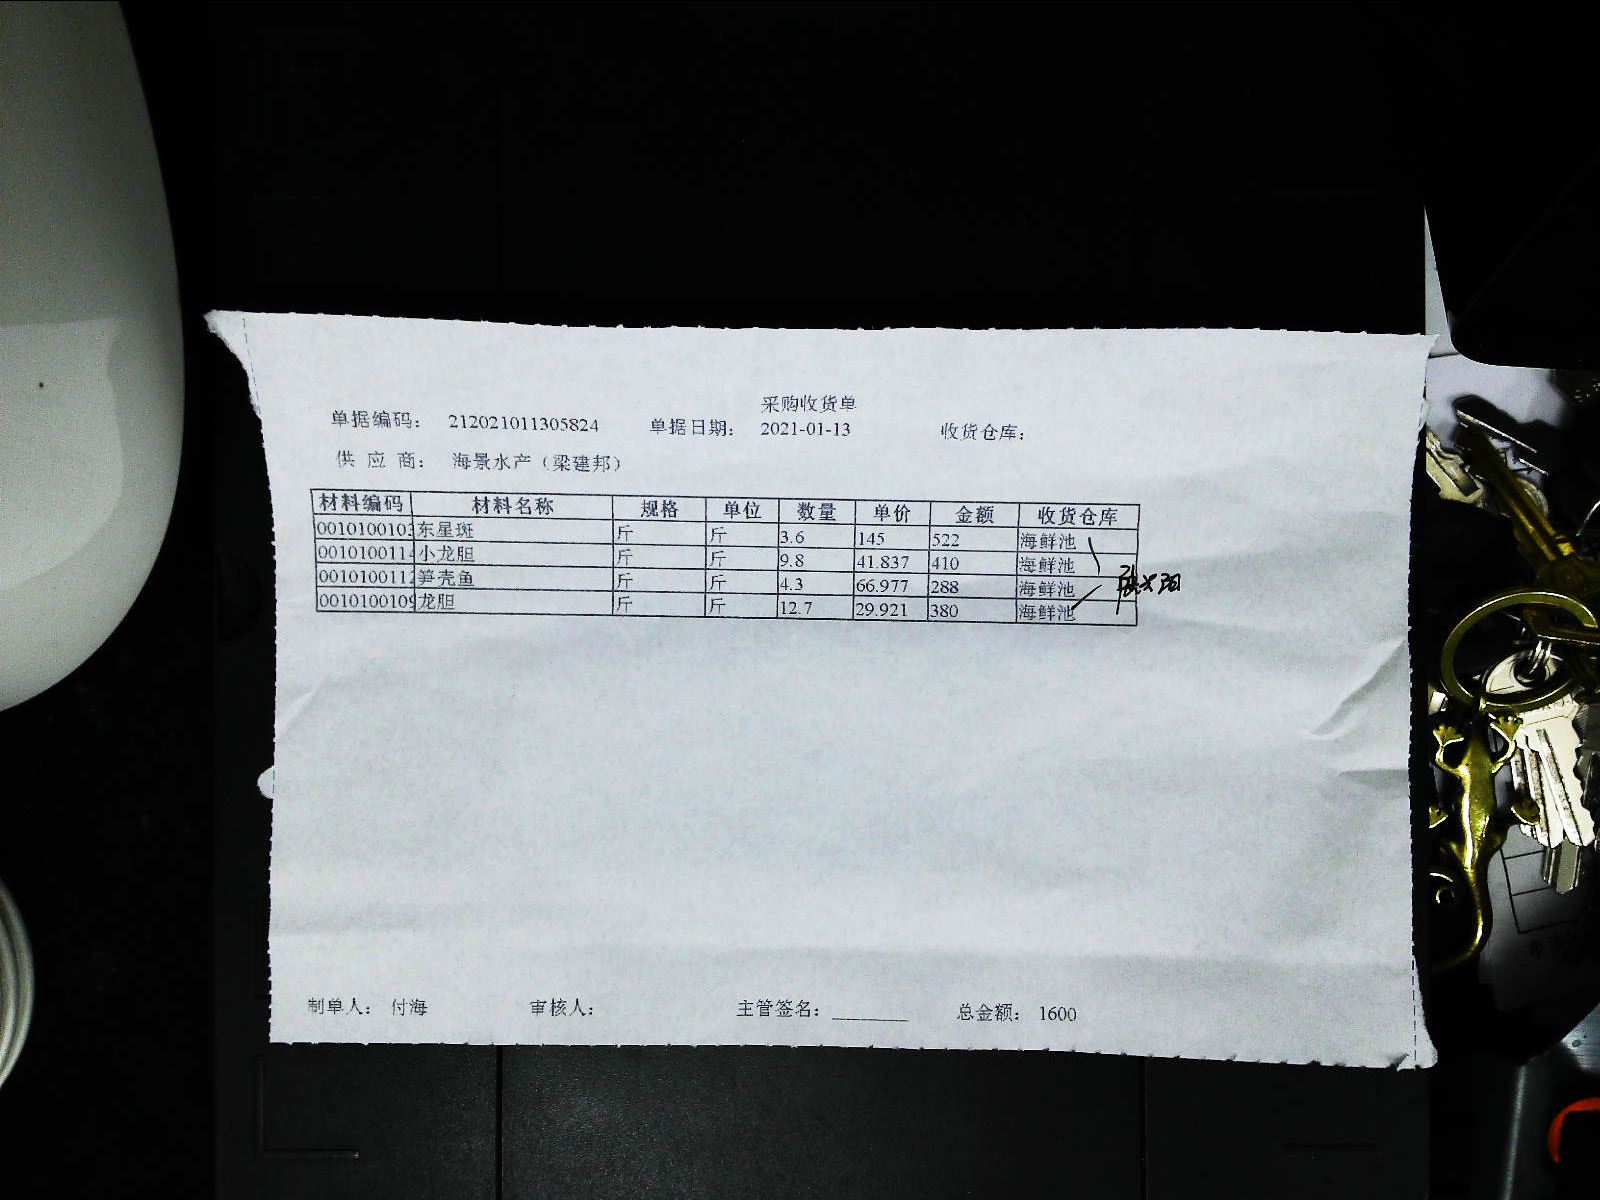 采购收货单
单据编码： 212021011305824 单据日期： 2021-01-13 收货仓库：
供 应 商： 海景水产（梁建邦）
材料编码 材料名称 规格 单位 数量 单价 金额 收货仓库
0010100103 东星斑 斤 斤 3.6 145 522 海鲜池
0010100114 小龙胆 斤 斤 9.8 41.837 410 海鲜池
0010100112 笋壳鱼 斤 斤 4.3 66.977 288 海鲜池
0010100109 龙胆 斤 斤 12.7 29.921 380 海鲜池
制单人： 付海 审核人： 主管签名：________ 总金额： 1600